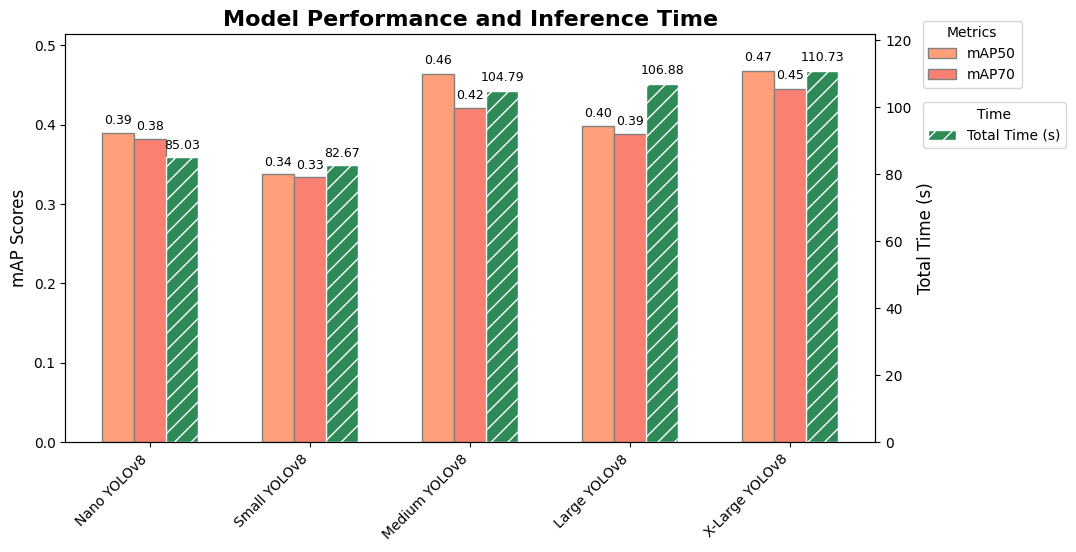 Model Performance and Inference Time
mAP Scores
0.5
0.4
0.3
0.2
0.1
0.0
0.39
0.38
85.03
0.34
0.33
82.67
0.46
0.42
104.79
0.40
0.39
106.88
0.47
0.45
110.73
Nano YOLOv8
Small YOLOv8
Medium YOLOv8
Large YOLOv8
X-Large YOLOv8
120
100
80
60
40
20
0
Total Time (s)
Metrics
mAP50
mAP70
Time
Total Time (s)